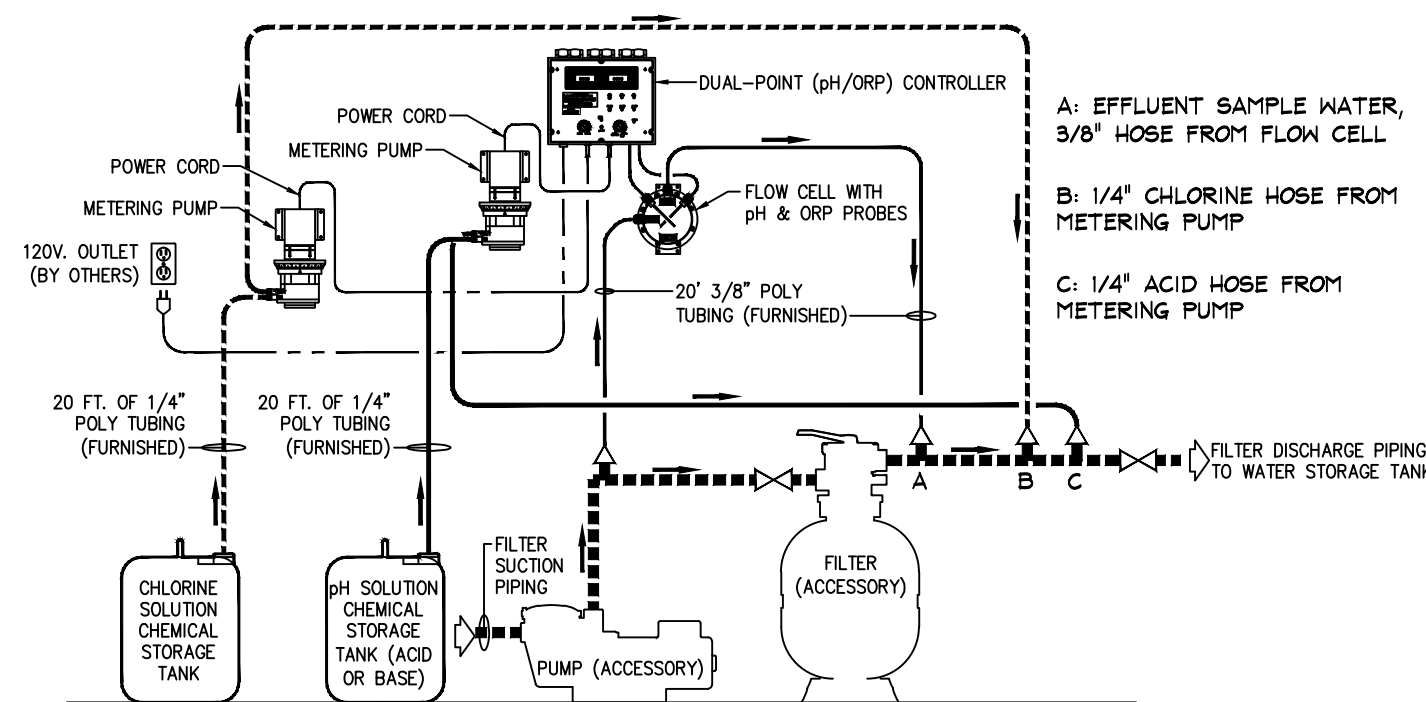 DUAL-POINT (pH/ORP) CONTROLLER
POWER CORD
METERING PUMP
POWER CORD
METERING PUMP
120V. OUTLET
(BY OTHERS)
FLOW CELL WITH
pH & ORP PROBES
20' 3/8" POLY
TUBING (FURNISHED)
A: EFFLUENT SAMPLE WATER,
3/8" HOSE FROM FLOW CELL
B: 1/4" CHLORINE HOSE FROM
METERING PUMP
C: 1/4" ACID HOSE FROM
METERING PUMP
20 FT. OF 1/4"
POLY TUBING
(FURNISHED)
20 FT. OF 1/4"
POLY TUBING
(FURNISHED)
FILTER DISCHARGE PIPING
TO WATER STORAGE TANK
A
B
C
FILTER
SUCTION
PIPING
FILTER
(ACCESSORY)
CHLORINE
SOLUTION
CHEMICAL
STORAGE
TANK
pH SOLUTION
CHEMICAL
STORAGE
TANK (ACID
OR BASE)
PUMP (ACCESSORY)